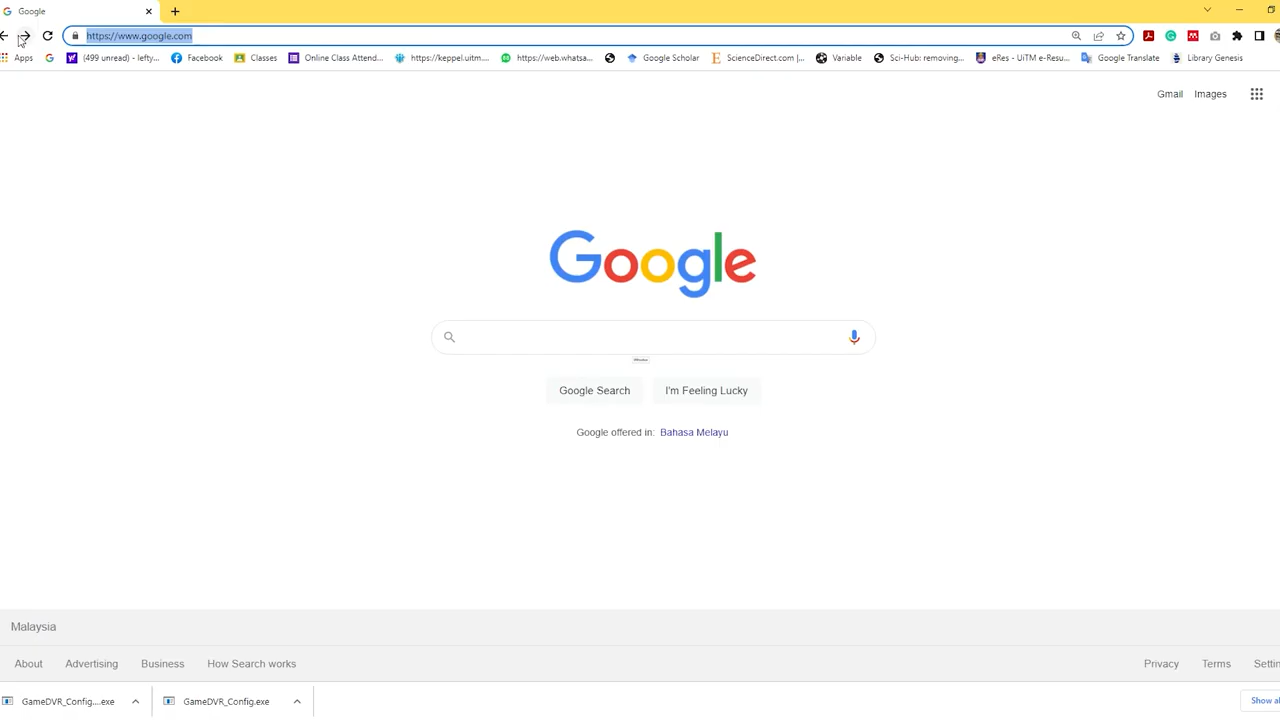 Google
https://www.google.com
Apps
(499 unread) - lefty...
Facebook
Classes
Online Class Attend...
https://keppel.uitm....
https://web.whatsa...
Google Scholar
ScienceDirect.com |...
Variable
Sci-Hub: removing...
eRes - UiTM e-Resu...
Google Translate
Library Genesis
Gmail
Images
Google
Google Search
I'm Feeling Lucky
Google offered in: Bahasa Melayu
Malaysia
About
Advertising
Business
How Search works
Privacy
Terms
Settin
GameDVR_Config....exe
GameDVR_Config.exe
Show al